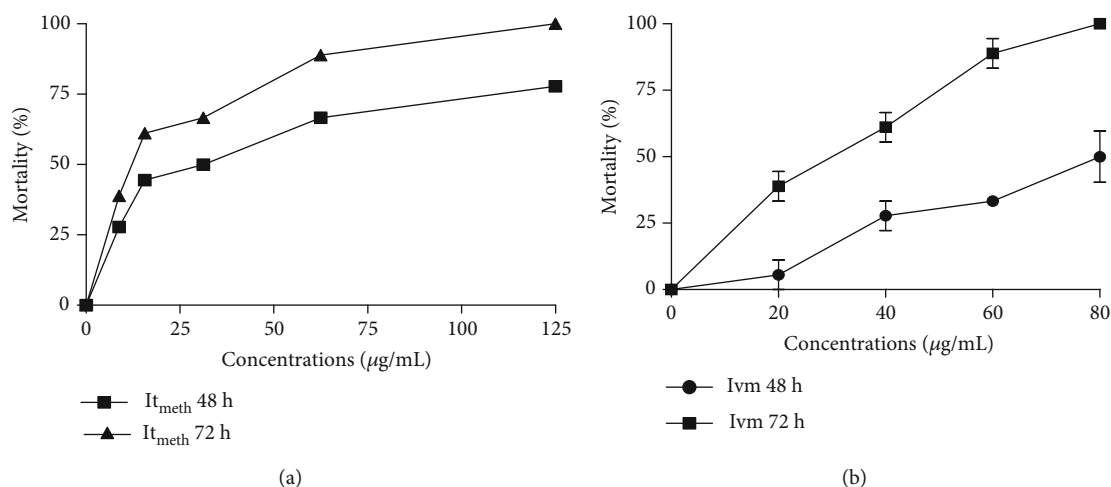 100
75
50
25
0
Mortality (%)
0 25 50 75 100 125
Concentrations (μg/mL)
It_meth 48 h
It_meth 72 h
(a)
100
75
50
25
0
Mortality (%)
0 20 40 60 80
Concentrations (μg/mL)
Ivm 48 h
Ivm 72 h
(b)